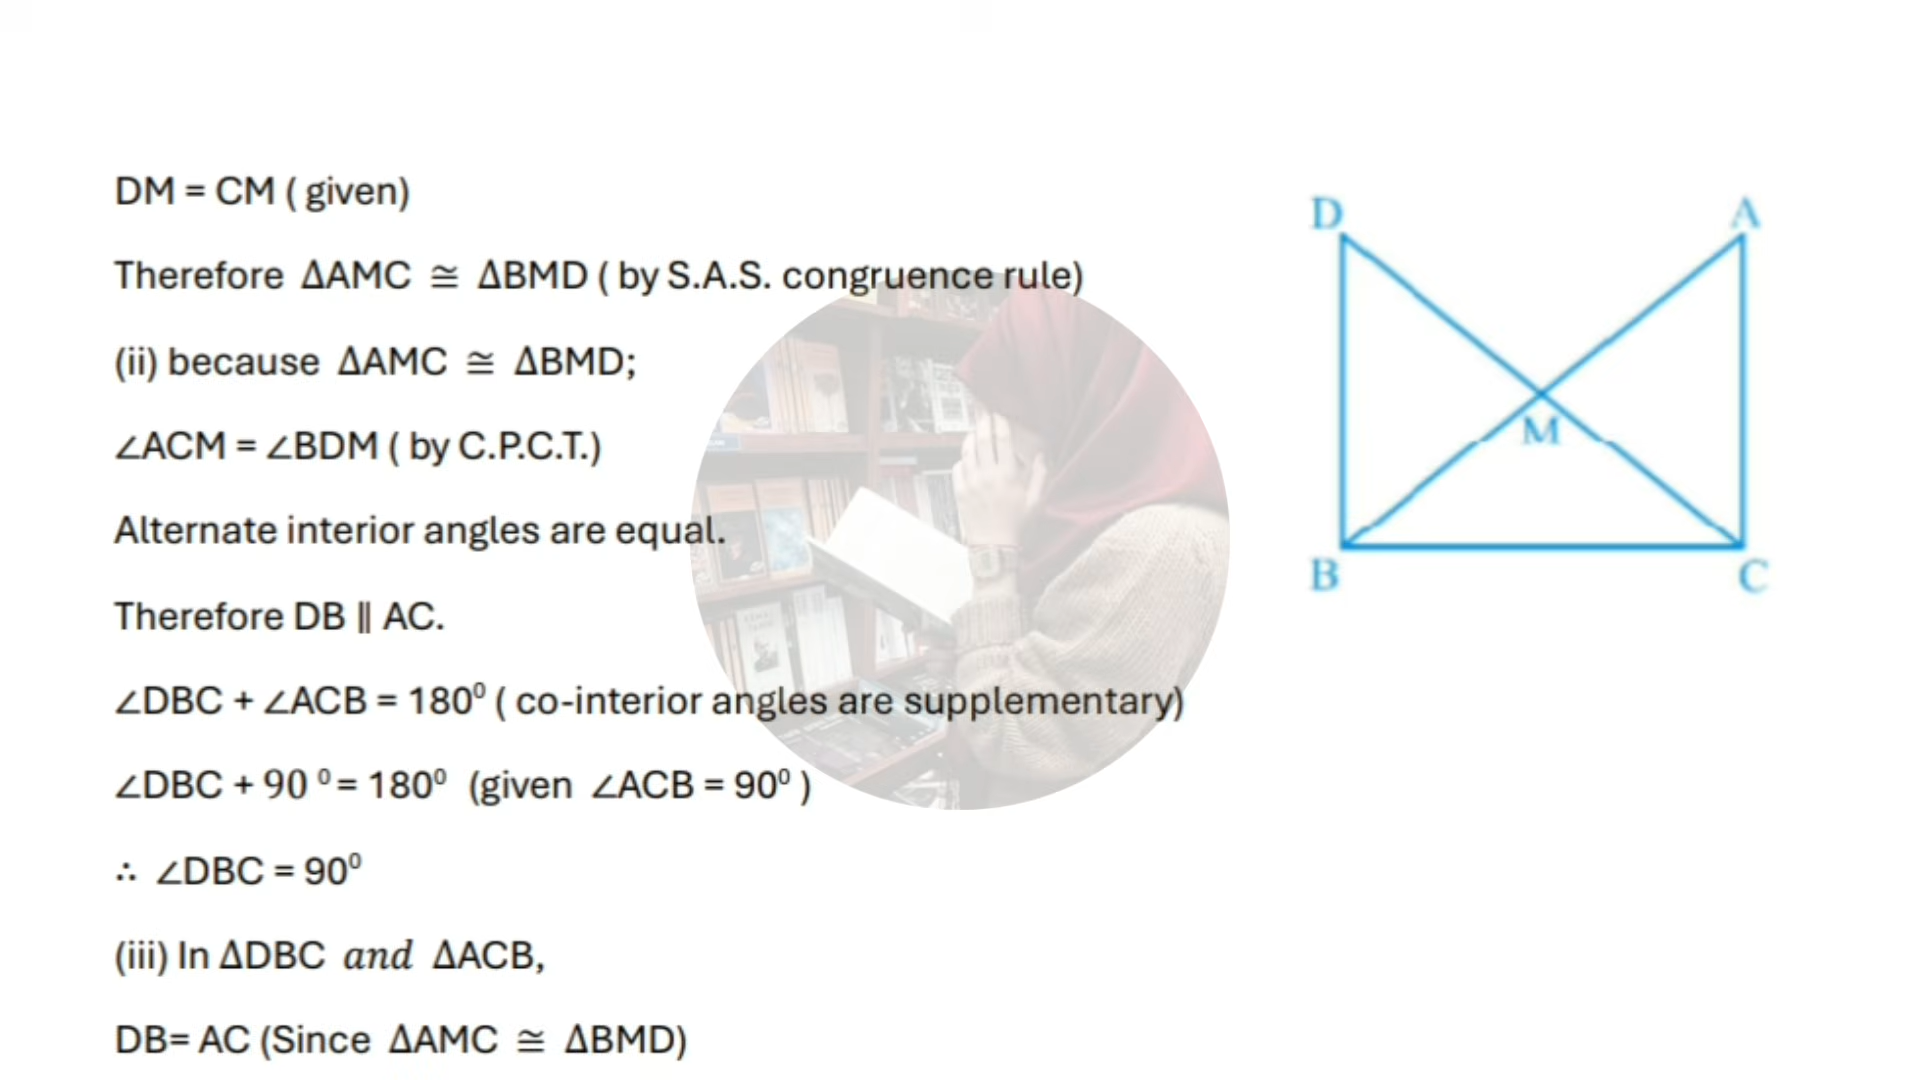 DM = CM ( given)
Therefore ΔAMC ≅ ΔBMD ( by S.A.S. congruence rule)
(ii) because ΔAMC ≅ ΔBMD;
∠ACM = ∠BDM ( by C.P.C.T.)
Alternate interior angles are equal.
Therefore DB ∥ AC.
∠DBC + ∠ACB = 180⁰ ( co-interior angles are supplementary)
∠DBC + 90 ⁰= 180⁰ (given ∠ACB = 90⁰ )
∴ ∠DBC = 90⁰
(iii) In ΔDBC and ΔACB,
DB= AC (Since ΔAMC ≅ ΔBMD)
D A
M
B C